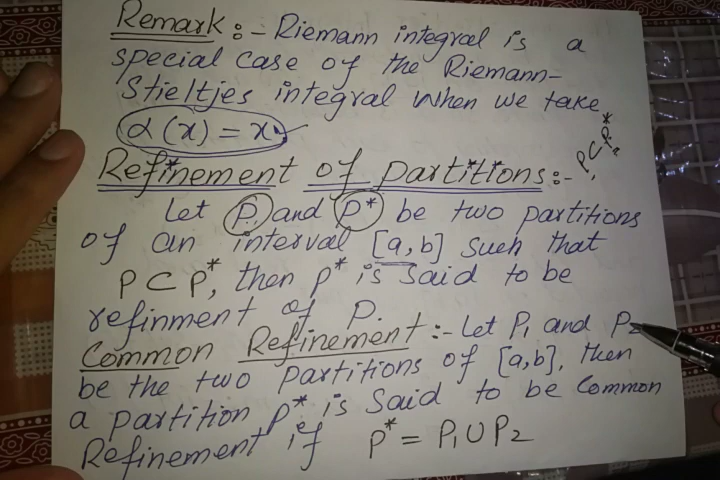 Remark :- Riemann integral is a
special case of the Riemann-
Stieltjes integral when we take
α(x) = x
Refinement of partitions :- P⊂P*
Let P and P* be two partitions
of an interval [a,b] such that
P ⊂ P*, then P* is said to be
refinment of P.
Common Refinement :- Let P₁ and P₂
be the two partitions of [a,b], then
a partition P* is said to be Common
Refinement if P* = P₁ ∪ P₂